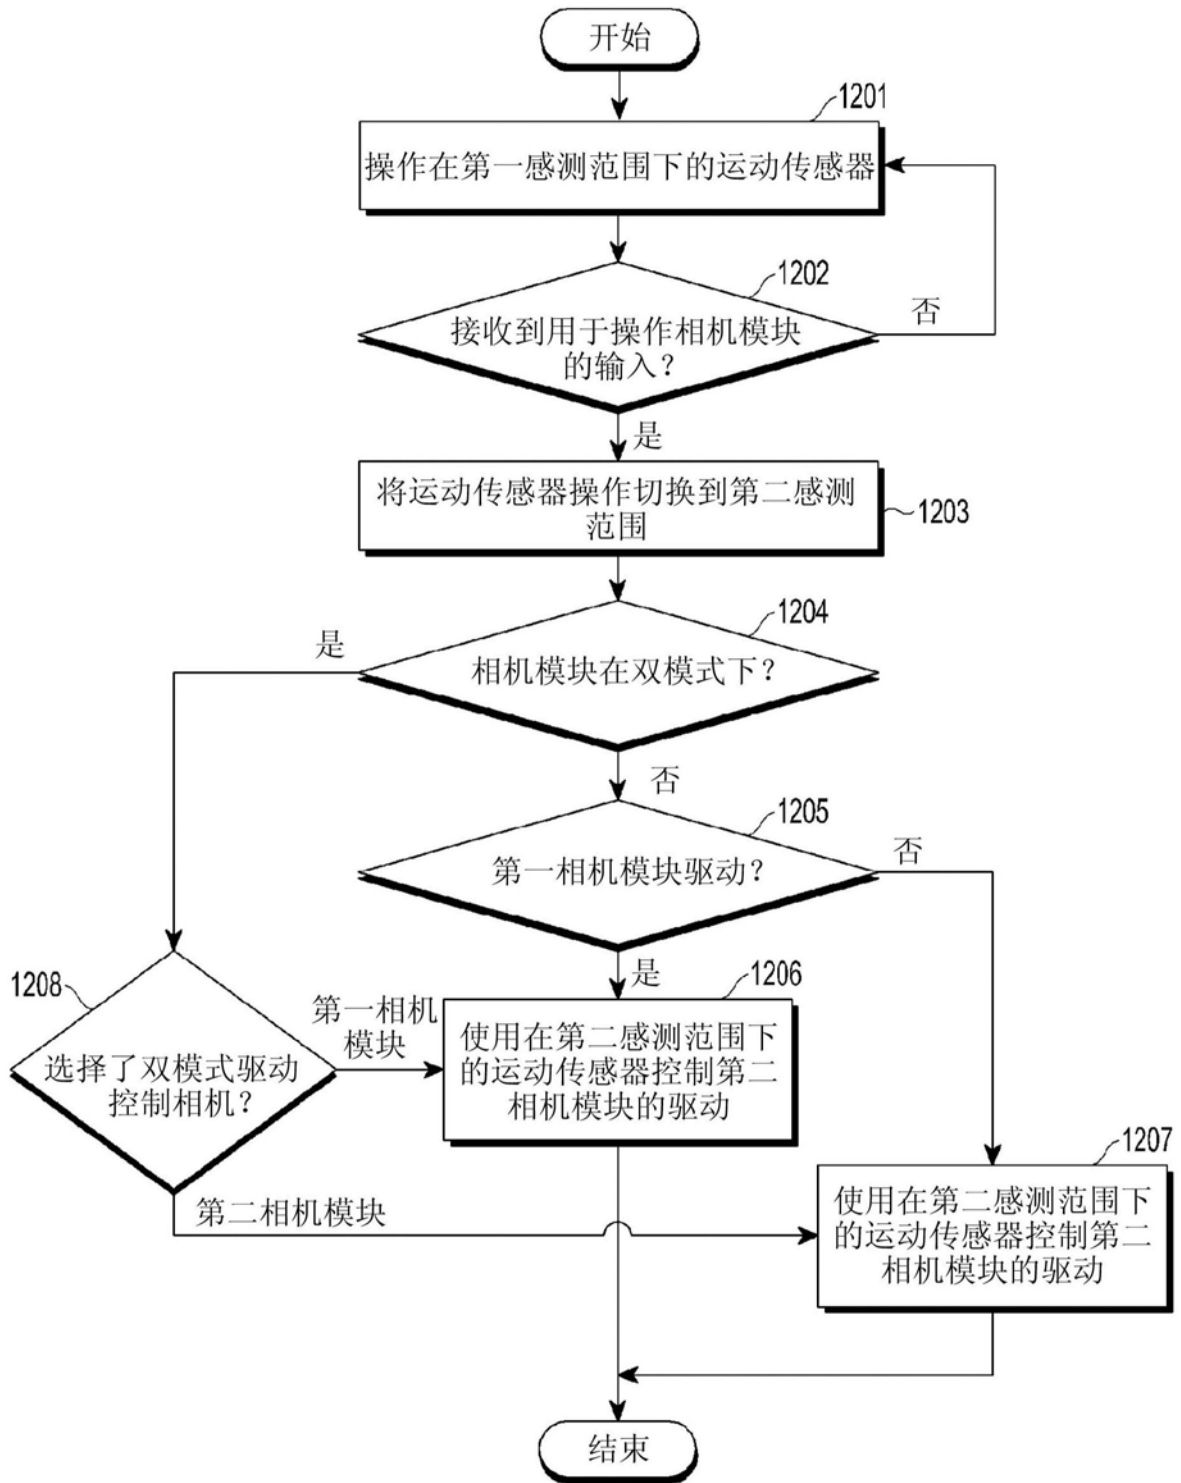 开始
1201
操作在第一感测范围下的运动传感器
1202
接收到用于操作相机模块
的输入？
否
是
将运动传感器操作切换到第二感测
范围
1203
1204
是
相机模块在双模式下？
否
1205
否
第一相机模块驱动？
是
1208
选择了双模式驱动
控制相机？
第一相机
模块
1206
使用在第二感测范围下
的运动传感器控制第二
相机模块的驱动
第二相机模块
1207
使用在第二感测范围下
的运动传感器控制第二
相机模块的驱动
结束